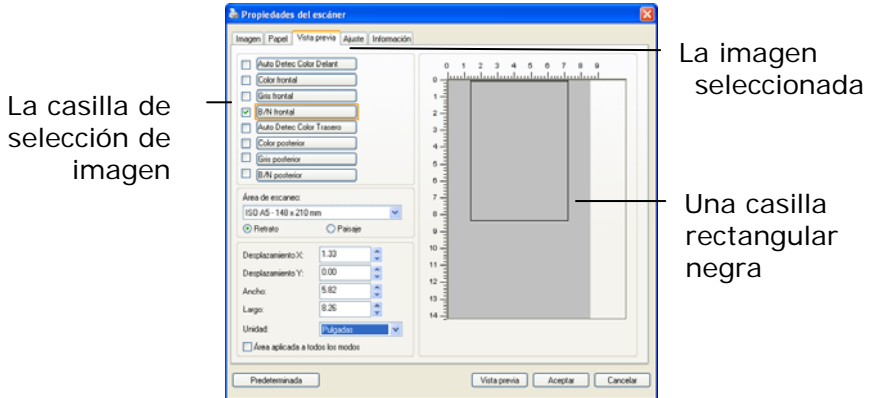 Propiedades del escáner
Imagen Papel Vista previa Ajuste Información
La casilla de
selección de
imagen
Auto Detec Color Delant
Color frontal
Gris frontal
B/N frontal
Auto Detec Color Trasero
Color posterior
Gris posterior
B/N posterior
Área de escaneo:
ISO A5 - 148 x 210 mm
Retrato Paisaje
Desplazamiento X: 1.33
Desplazamiento Y: 0.00
Ancho: 5.82
Largo: 8.26
Unidad: Pulgadas
Área aplicada a todos los modos
0 1 2 3 4 5 6 7 8 9
0
1
2
3
4
5
6
7
8
9
10
11
12
13
14
La imagen
seleccionada
Una casilla
rectangular
negra
Predeterminada Vista previa Aceptar Cancelar